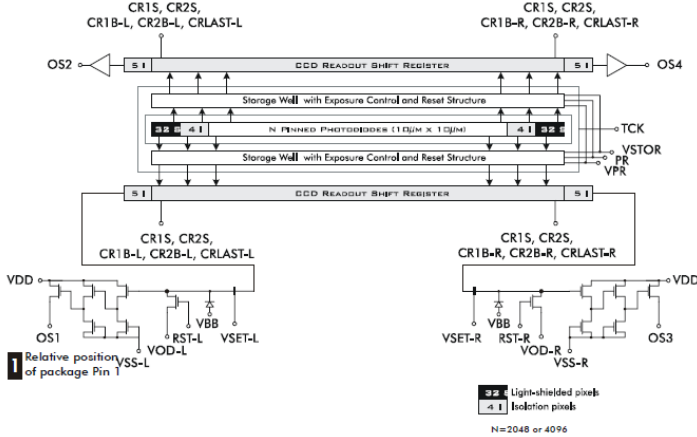 CR1S, CR2S,
CR1B-L, CR2B-L, CRLAST-L
CR1S, CR2S,
CR1B-R, CR2B-R, CRLAST-R
OS2
5 I
CCD Readout Shift Register
5 I
OS4
Storage Well with Exposure Control and Reset Structure
32 S
4 I
N Pinned Photodiodes (10µm x 10µm)
4 I
32 S
TCK
VSTOR
PR
VPR
Storage Well with Exposure Control and Reset Structure
5 I
CCD Readout Shift Register
5 I
CR1S, CR2S,
CR1B-L, CR2B-L, CRLAST-L
CR1S, CR2S,
CR1B-R, CR2B-R, CRLAST-R
VDD
VDD
OS1
VSS-L
VOD-L
RST-L
VBB
VSET-L
VSET-R
VBB
RST-R
VOD-R
VSS-R
OS3
1 Relative position
of package Pin 1
32 S Light-shielded pixels
4 I Isolation pixels
N=2048 or 4096